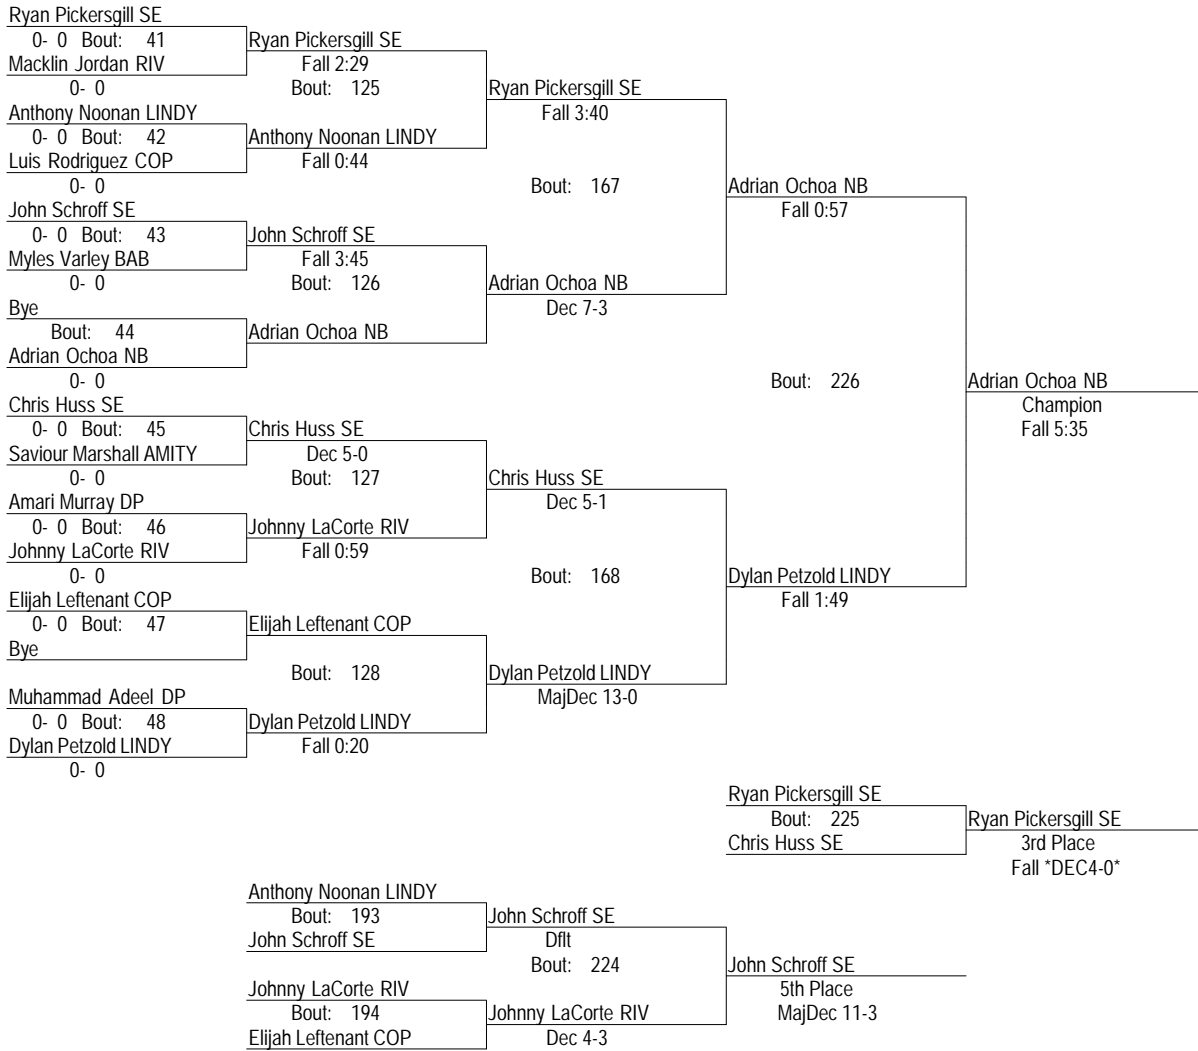 Ryan Pickersgill SE
0- 0 Bout: 41
Ryan Pickersgill SE
Macklin Jordan RIV
Fall 2:29
0- 0
Bout: 125
Ryan Pickersgill SE
Anthony Noonan LINDY
Fall 3:40
0- 0 Bout: 42
Anthony Noonan LINDY
Luis Rodriguez COP
Fall 0:44
0- 0
Bout: 167
Adrian Ochoa NB
John Schroff SE
Fall 0:57
0- 0 Bout: 43
John Schroff SE
Myles Varley BAB
Fall 3:45
0- 0
Bout: 126
Adrian Ochoa NB
Bye
Dec 7-3
Bout: 44
Adrian Ochoa NB
Adrian Ochoa NB
0- 0
Bout: 226
Adrian Ochoa NB
Chris Huss SE
Champion
0- 0 Bout: 45
Chris Huss SE
Fall 5:35
Saviour Marshall AMITY
Dec 5-0
0- 0
Bout: 127
Chris Huss SE
Amari Murray DP
Dec 5-1
0- 0 Bout: 46
Johnny LaCorte RIV
Johnny LaCorte RIV
Fall 0:59
0- 0
Bout: 168
Dylan Petzold LINDY
Elijah Leftenant COP
Fall 1:49
0- 0 Bout: 47
Elijah Leftenant COP
Bye
Bout: 128
Dylan Petzold LINDY
Muhammad Adeel DP
MajDec 13-0
0- 0 Bout: 48
Dylan Petzold LINDY
Dylan Petzold LINDY
Fall 0:20
0- 0
Ryan Pickersgill SE
Bout: 225
Ryan Pickersgill SE
Chris Huss SE
3rd Place
Fall *DEC4-0*
Anthony Noonan LINDY
Bout: 193
John Schroff SE
John Schroff SE
Dflt
Bout: 224
John Schroff SE
Johnny LaCorte RIV
5th Place
Bout: 194
Johnny LaCorte RIV
MajDec 11-3
Elijah Leftenant COP
Dec 4-3